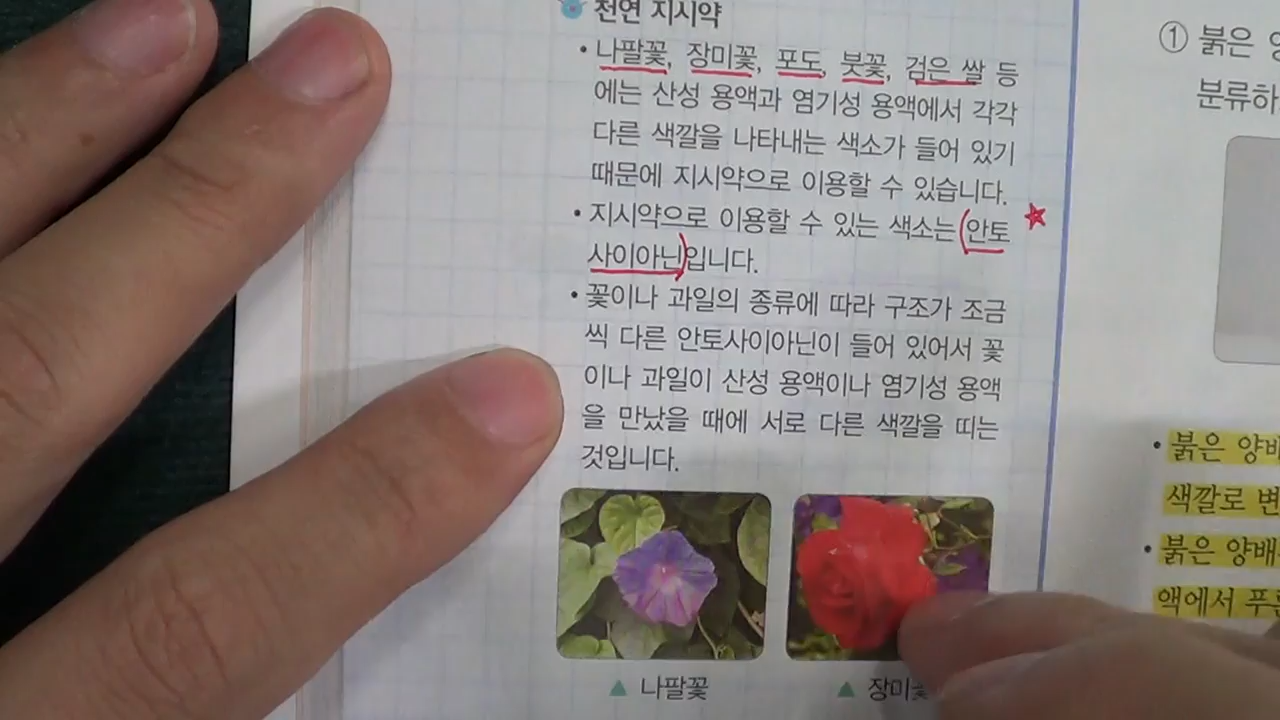 천연 지시약
• 나팔꽃, 장미꽃, 포도, 붓꽃, 검은 쌀 등
에는 산성 용액과 염기성 용액에서 각각
다른 색깔을 나타내는 색소가 들어 있기
때문에 지시약으로 이용할 수 있습니다.
• 지시약으로 이용할 수 있는 색소는 (안토
사이아닌)입니다.
• 꽃이나 과일의 종류에 따라 구조가 조금
씩 다른 안토사이아닌이 들어 있어서 꽃
이나 과일이 산성 용액이나 염기성 용액
을 만났을 때에 서로 다른 색깔을 띠는
것입니다.
▲ 나팔꽃
▲ 장미꽃
① 붉은
분류하
• 붉은 양배
색깔로 변
• 붉은 양배
액에서 푸